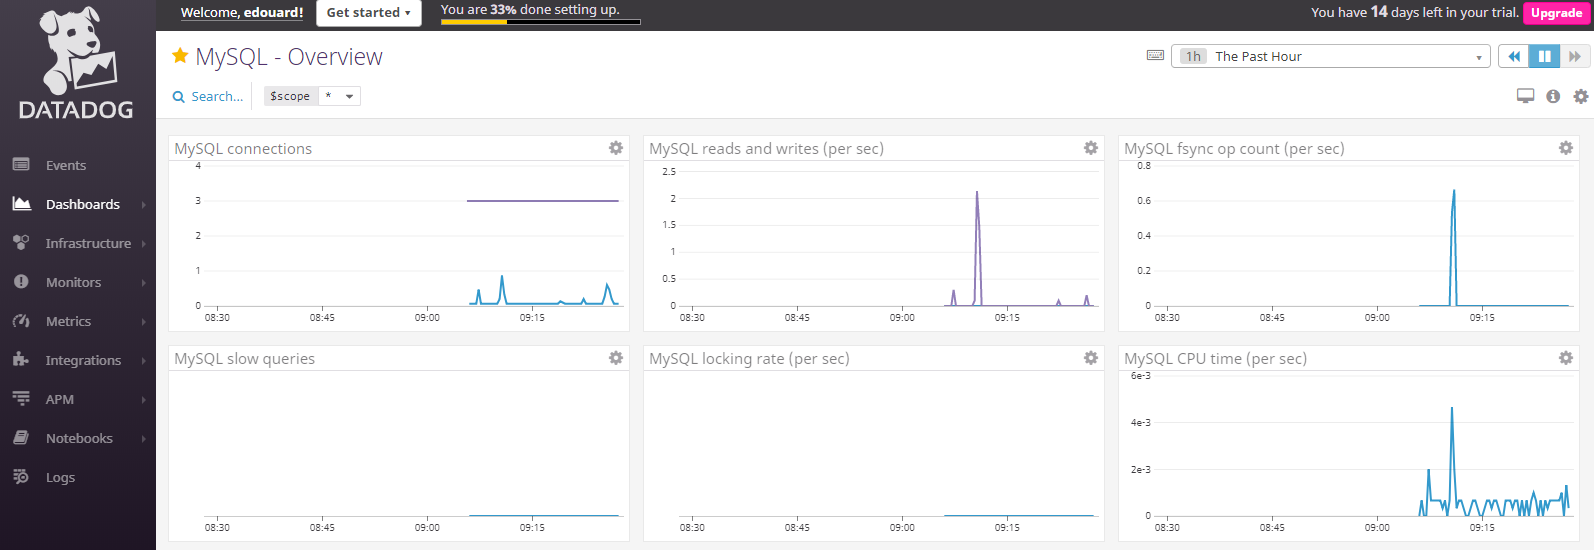 Welcome, edouard!
Get started
You are 33% done setting up.
You have 14 days left in your trial.
Upgrade
DATADOG
MySQL - Overview
1h The Past Hour
Search...
$scope *
Events
Dashboards
Infrastructure
Monitors
Metrics
Integrations
APM
Notebooks
Logs
MySQL connections
4
3
2
1
0
08:30 08:45 09:00 09:15
MySQL reads and writes (per sec)
2.5
2
1.5
1
0.5
0
08:30 08:45 09:00 09:15
MySQL fsync op count (per sec)
0.8
0.6
0.4
0.2
0
08:30 08:45 09:00 09:15
MySQL slow queries
08:30 08:45 09:00 09:15
MySQL locking rate (per sec)
08:30 08:45 09:00 09:15
MySQL CPU time (per sec)
6e-3
4e-3
2e-3
0
08:30 08:45 09:00 09:15